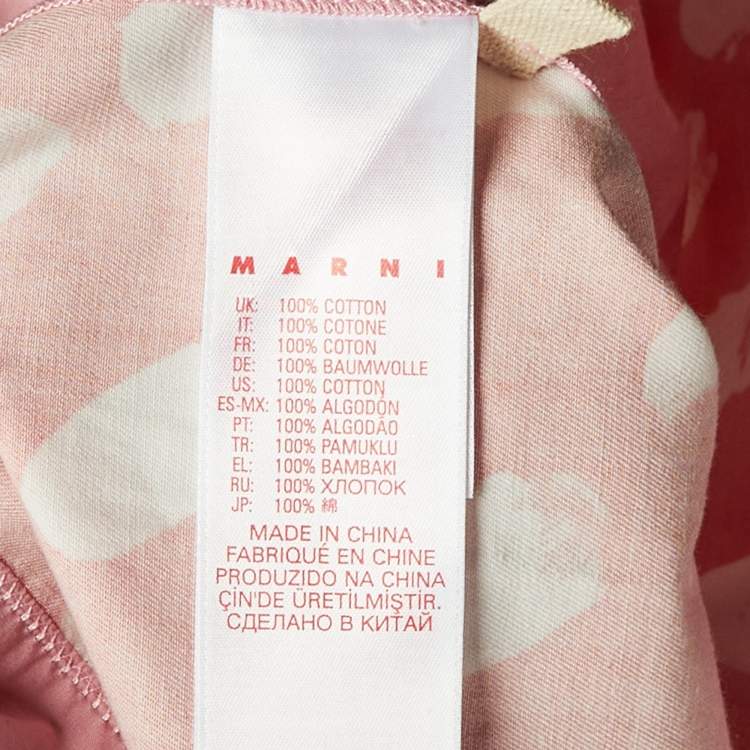 MARNI
UK: 100% COTTON
IT: 100% COTONE
FR: 100% COTON
DE: 100% BAUMWOLLE
US: 100% COTTON
ES-MX: 100% ALGODÓN
PT: 100% ALGODÃO
TR: 100% PAMUKLU
EL: 100% BAMBAKI
RU: 100% ХЛОПОК
JP: 100% 綿
MADE IN CHINA
FABRIQUÉ EN CHINE
PRODUZIDO NA CHINA
ÇİN'DE ÜRETİLMİŞTİR.
СДЕЛАНО В КИТАЙ